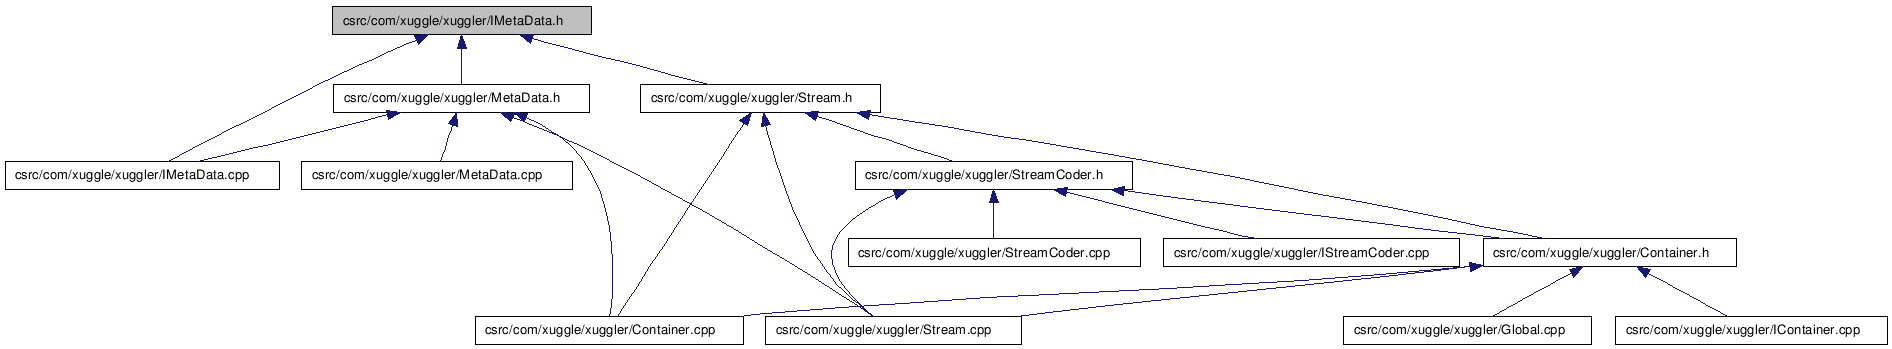 csrc/com/xuggle/xuggler/IMetaData.h
csrc/com/xuggle/xuggler/MetaData.h
csrc/com/xuggle/xuggler/Stream.h
csrc/com/xuggle/xuggler/IMetaData.cpp
csrc/com/xuggle/xuggler/MetaData.cpp
csrc/com/xuggle/xuggler/StreamCoder.h
csrc/com/xuggle/xuggler/StreamCoder.cpp
csrc/com/xuggle/xuggler/IStreamCoder.cpp
csrc/com/xuggle/xuggler/Container.h
csrc/com/xuggle/xuggler/Container.cpp
csrc/com/xuggle/xuggler/Stream.cpp
csrc/com/xuggle/xuggler/Global.cpp
csrc/com/xuggle/xuggler/IContainer.cpp